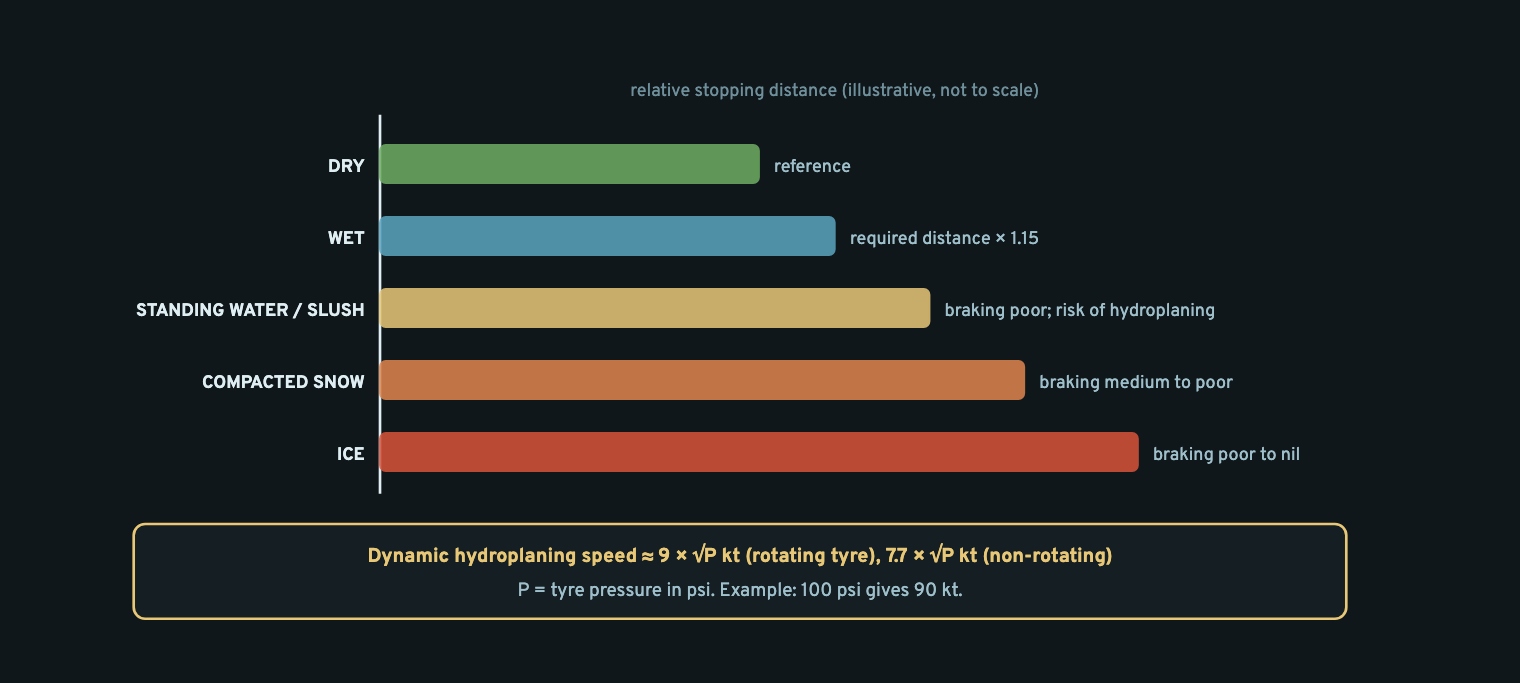 relative stopping distance (illustrative, not to scale)
DRY reference
WET required distance × 1.15
STANDING WATER / SLUSH braking poor; risk of hydroplaning
COMPACTED SNOW braking medium to poor
ICE braking poor to nil
Dynamic hydroplaning speed ≈ 9 × √P kt (rotating tyre), 7.7 × √P kt (non-rotating)
P = tyre pressure in psi. Example: 100 psi gives 90 kt.